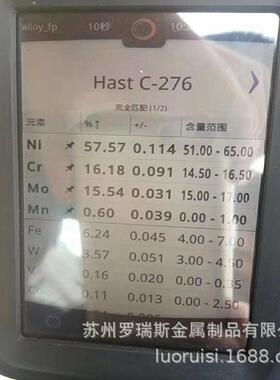 alloy_fp 10秒 10:
Hast C-276
完全匹配 (1/2)
元素 %↑ +/- 含量范围
Ni 57.57 0.114 51.00 - 65.00
Cr 16.18 0.091 14.50 - 16.50
Mo 15.54 0.031 15.00 - 17.00
Mn 0.60 0.039 0.00 - 1.00
Fe 6.24 0.045 4.00 - 7.00
W 3.57 0.051 3.00 - 4.50
V 0.00 - 0.35
Co 0.11 0.013 0.00 - 2.50
0.11 0.005
苏州罗瑞斯金属制品有限公司
luoruisi.1688.c